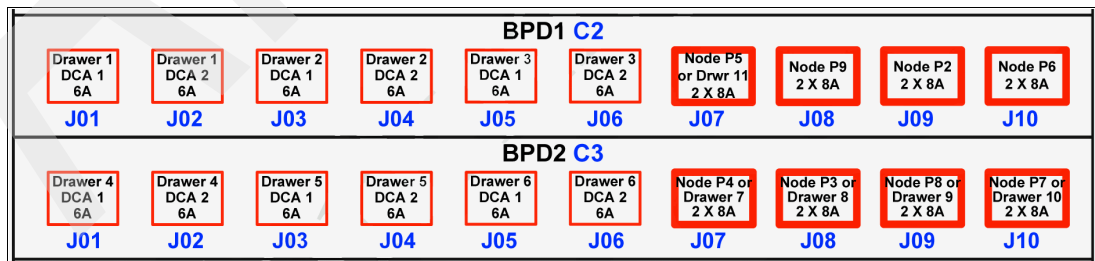 BPD1 C2
Drawer 1
DCA 1
6A
J01
Drawer 1
DCA 2
6A
J02
Drawer 2
DCA 1
6A
J03
Drawer 2
DCA 2
6A
J04
Drawer 3
DCA 1
6A
J05
Drawer 3
DCA 2
6A
J06
Node P5
or Drwr 11
2 X 8A
J07
Node P9
2 X 8A
J08
Node P2
2 X 8A
J09
Node P6
2 X 8A
J10
BPD2 C3
Drawer 4
DCA 1
6A
J01
Drawer 4
DCA 2
6A
J02
Drawer 5
DCA 1
6A
J03
Drawer 5
DCA 2
6A
J04
Drawer 6
DCA 1
6A
J05
Drawer 6
DCA 2
6A
J06
Node P4 or
Drawer 7
2 X 8A
J07
Node P3 or
Drawer 8
2 X 8A
J08
Node P8 or
Drawer 9
2 X 8A
J09
Node P7 or
Drawer 10
2 X 8A
J10